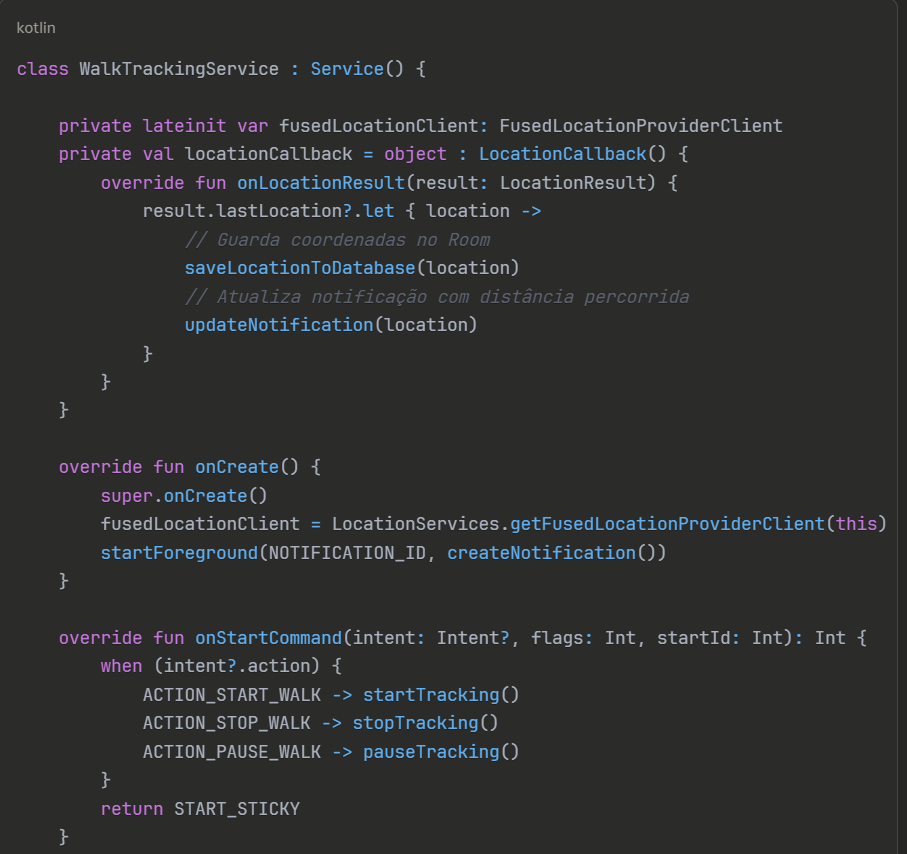 kotlin
class WalkTrackingService : Service() {
    private lateinit var fusedLocationClient: FusedLocationProviderClient
    private val locationCallback = object : LocationCallback() {
        override fun onLocationResult(result: LocationResult) {
            result.lastLocation?.let { location ->
                // Guarda coordenadas no Room
                saveLocationToDatabase(location)
                // Atualiza notificação com distância percorrida
                updateNotification(location)
            }
        }
    }
    override fun onCreate() {
        super.onCreate()
        fusedLocationClient = LocationServices.getFusedLocationProviderClient(this)
        startForeground(NOTIFICATION_ID, createNotification())
    }
    override fun onStartCommand(intent: Intent?, flags: Int, startId: Int): Int {
        when (intent?.action) {
            ACTION_START_WALK -> startTracking()
            ACTION_STOP_WALK -> stopTracking()
            ACTION_PAUSE_WALK -> pauseTracking()
        }
        return START_STICKY
    }